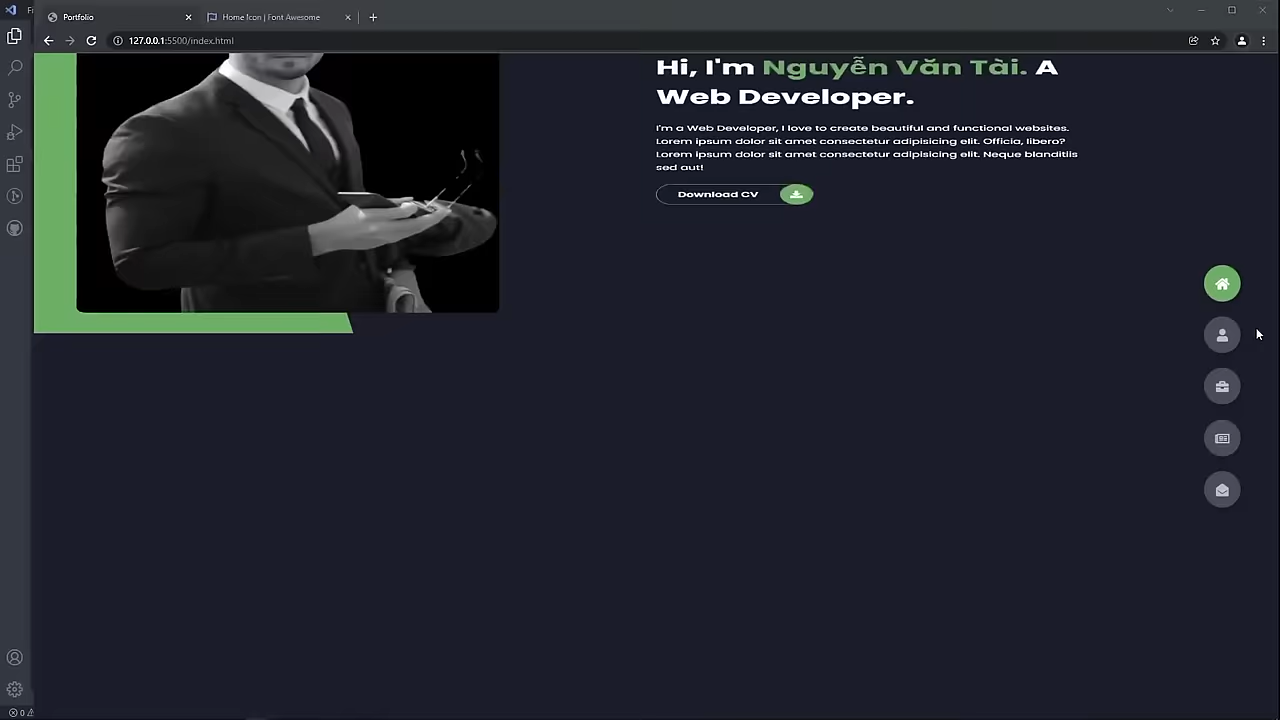 Portfolio
Home Icon | Font Awesome
127.0.0.1:5500/index.html
Hi, I'm Nguyễn Văn Tài. A
Web Developer.
I'm a Web Developer, I love to create beautiful and functional websites.
Lorem ipsum dolor sit amet consectetur adipisicing elit. Officia, libero?
Lorem ipsum dolor sit amet consectetur adipisicing elit. Neque blanditiis
sed aut!
Download CV
0